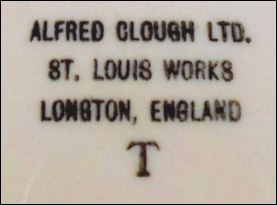 ALFRED CLOUGH LTD.
ST. LOUIS WORKS
LONGTON, ENGLAND
T